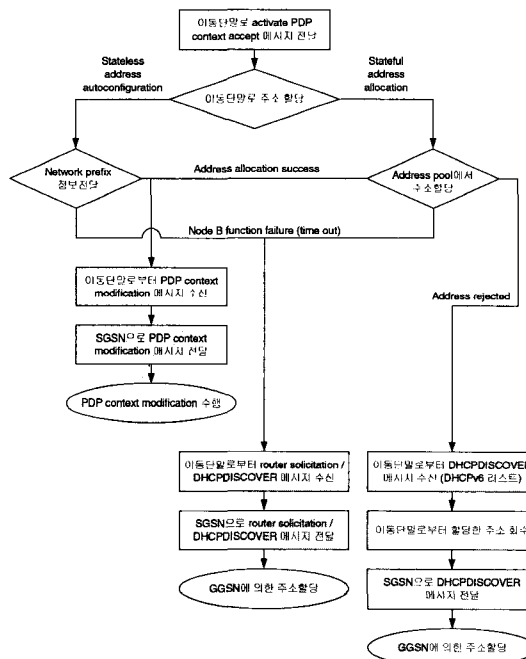 이동단말로 activate PDP
context accept 메시지 전달
Stateless
address
autoconfiguration
Stateful
address
allocation
이동단말로 주소 할당
Network prefix
정보전달
Address allocation success
Address pool에서
주소할당
Node B function failure (time out)
이동단말로부터 PDP context
modification 메시지 수신
Address rejected
SGSN으로 PDP context
modification 메시지 전달
PDP context modification 수행
이동단말로부터 router solicitation /
DHCPDISCOVER 메시지 수신
이동단말로부터 DHCPDISCOVER
메시지 수신 (DHCPv6 리스트)
SGSN으로 router solicitation /
DHCPDISCOVER 메시지 전달
이동단말로부터 할당한 주소 회수
GGSN에 의한 주소할당
SGSN으로 DHCPDISCOVER
메시지 전달
GGSN에 의한 주소할당